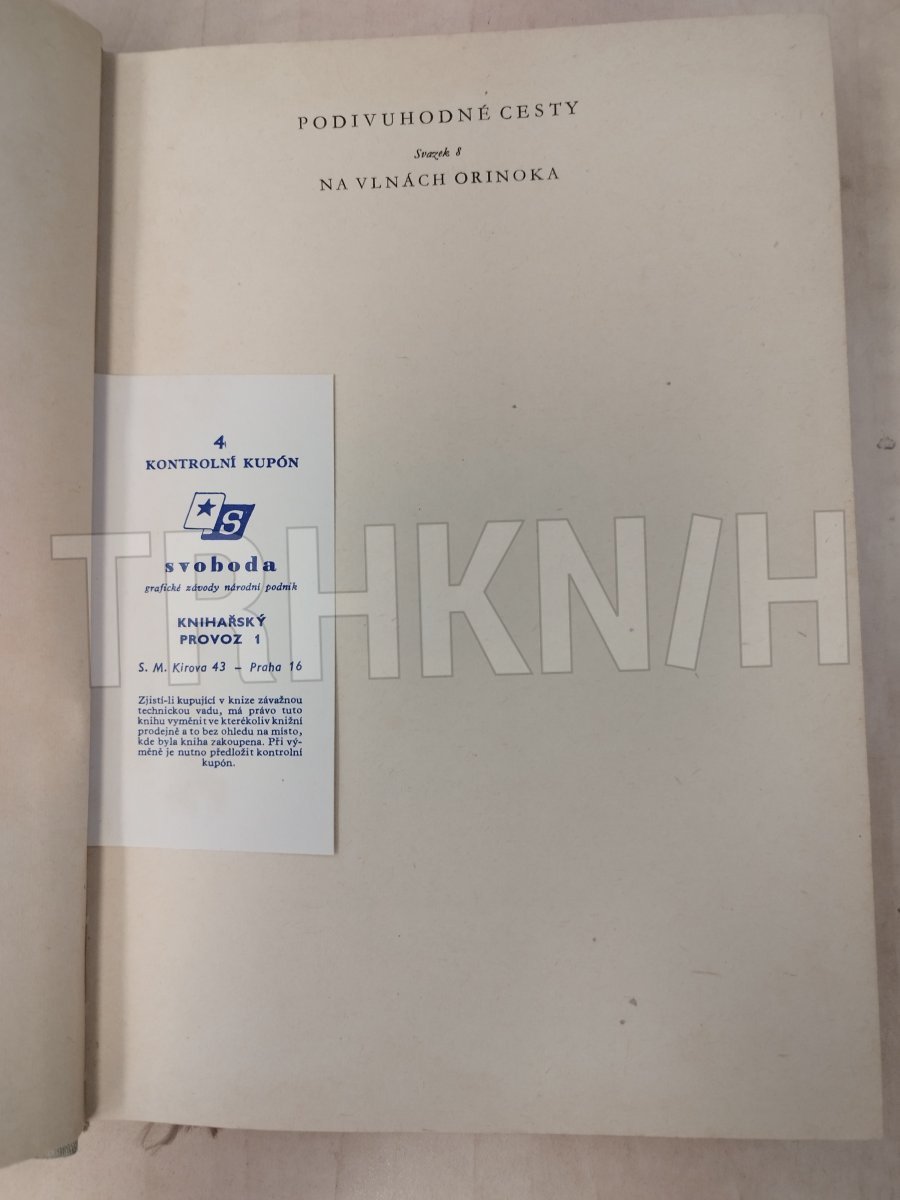 PODIVUHODNÉ CESTY
Svazek 8
NA VLNÁCH ORINOKA
4
KONTROLNÍ KUPÓN
S
svoboda
grafické závody národní podnik
KNIHAŘSKÝ
PROVOZ 1
S. M. Kirova 43 – Praha 16
Zjistí-li kupující v knize závažnou
technickou vadu, má právo tuto
knihu vyměnit ve kterékoliv knižní
prodejně a to bez ohledu na místo,
kde byla kniha zakoupena. Při vý-
měně je nutno předložit kontrolní
kupón.
TRHKN/H